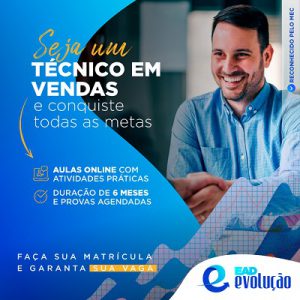 Seja um
TÉCNICO EM
VENDAS
e conquiste
todas as metas
RECONHECIDO PELO MEC
AULAS ONLINE COM
ATIVIDADES PRÁTICAS
DURAÇÃO DE 6 MESES
E PROVAS AGENDADAS
FAÇA SUA MATRÍCULA
E GARANTA SUA VAGA
e EAD
evolução